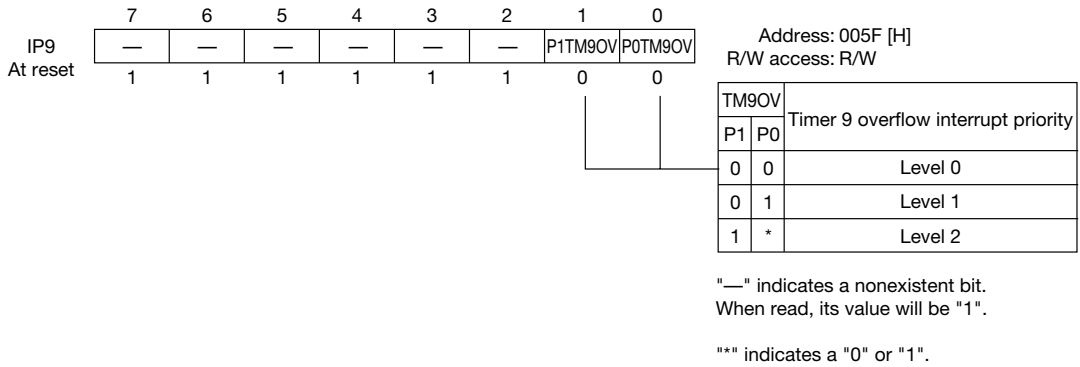 7 6 5 4 3 2 1 0
IP9 — — — — — — P1TM9OV P0TM9OV
At reset 1 1 1 1 1 1 0 0
Address: 005F [H]
R/W access: R/W
TM9OV Timer 9 overflow interrupt priority
P1 P0
0 0 Level 0
0 1 Level 1
1 * Level 2
"—" indicates a nonexistent bit.
When read, its value will be "1".
"*" indicates a "0" or "1".